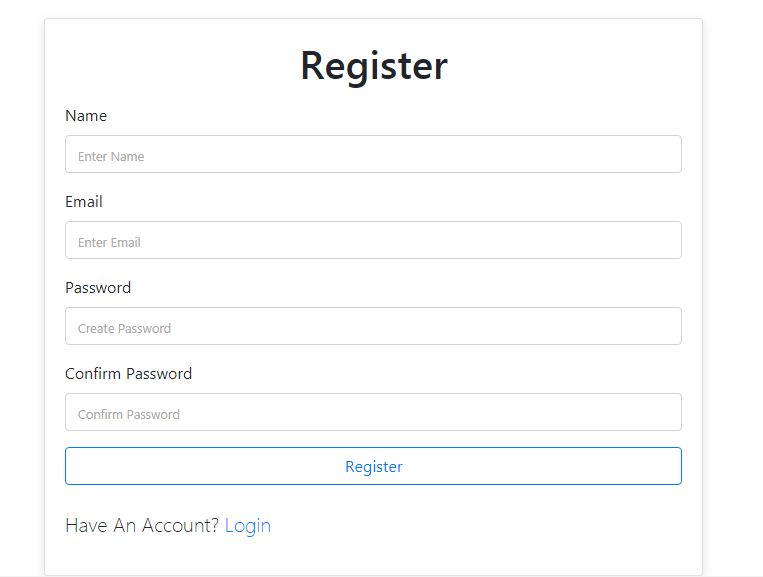 Register
Name
Enter Name
Email
Enter Email
Password
Create Password
Confirm Password
Confirm Password
Register
Have An Account? Login